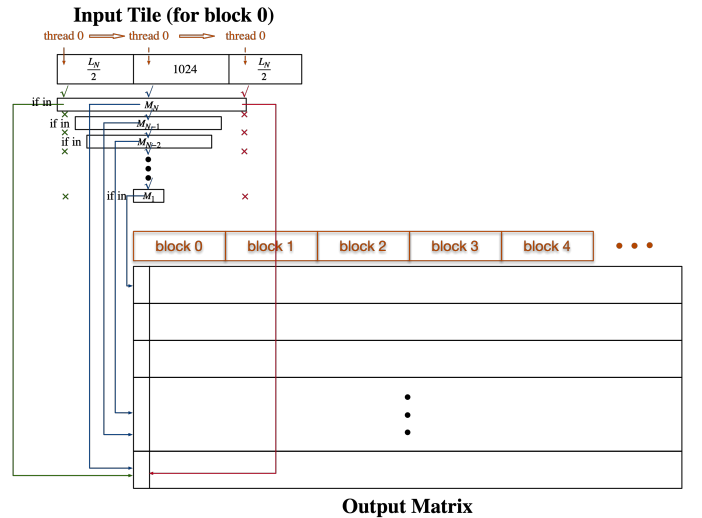 Input Tile (for block 0)
thread 0 thread 0 thread 0
L_N/2 1024 L_N/2
if in M_N
if in M_{N-1}
if in M_{N-2}
if in M_1
block 0 block 1 block 2 block 3 block 4
Output Matrix